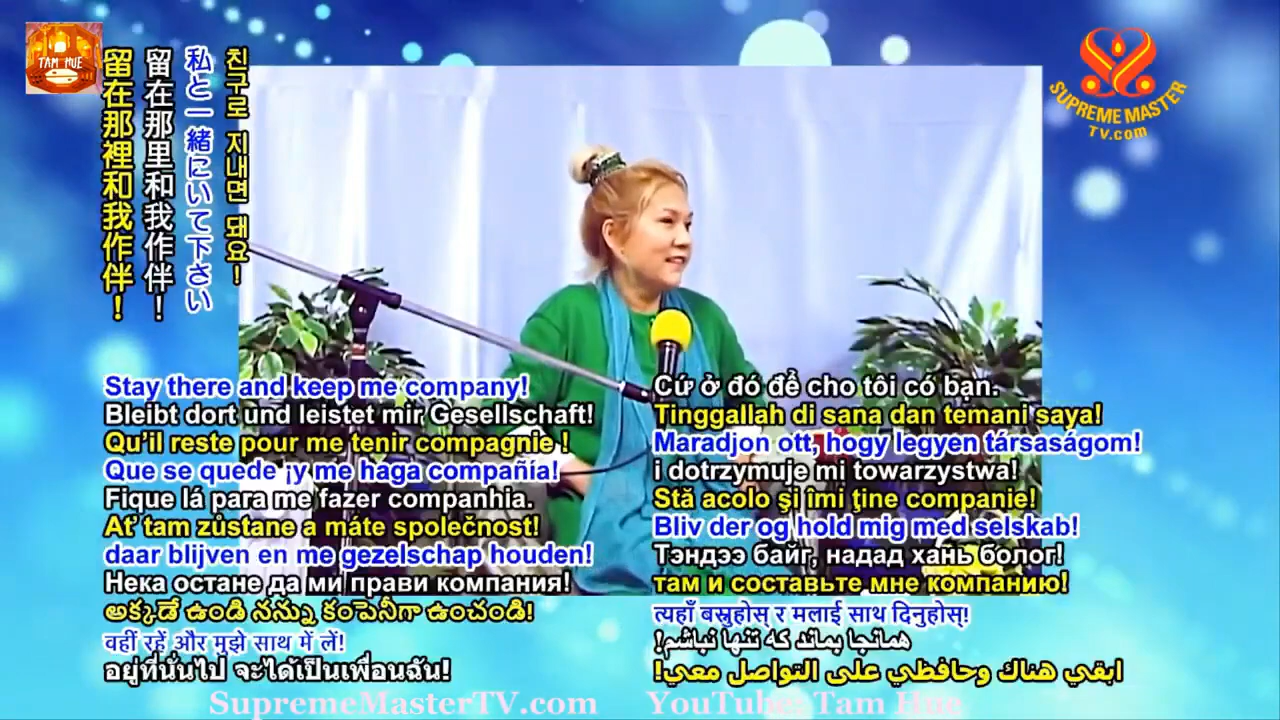 TAM HUE
친구로 지내면 돼요!
私と一緒にいて下さい
留在那里和我作伴！
留在那裡和我作伴！
SUPREME MASTER
TV.com
Stay there and keep me company!
Bleibt dort und leistet mir Gesellschaft!
Qu’il reste pour me tenir compagnie !
Que se quede ¡y me haga compañía!
Fique lá para me fazer companhia.
Ať tam zůstane a máte společnost!
daar blijven en me gezelschap houden!
Нека остане да ми прави компания!
అక్కడే ఉండి నన్ను కంపెనీగా ఉంచండి!
वहीं रहें और मुझे साथ में लें!
อยู่ที่นั่นไป จะได้เป็นเพื่อนฉัน!
Cứ ở đó để cho tôi có bạn.
Tinggallah di sana dan temani saya!
Maradjon ott, hogy legyen társaságom!
i dotrzymuje mi towarzystwa!
Stă acolo şi îmi ţine companie!
Bliv der og hold mig med selskab!
Тэндээ байг, надад хань болог!
там и составьте мне компанию!
त्यहाँ बस्नुहोस् र मलाई साथ दिनुहोस्!
همانجا بماند که تنها نباشم!
ابقي هناك وحافظي على التواصل معي!
SupremeMasterTV.com
YouTube: Tam Hue